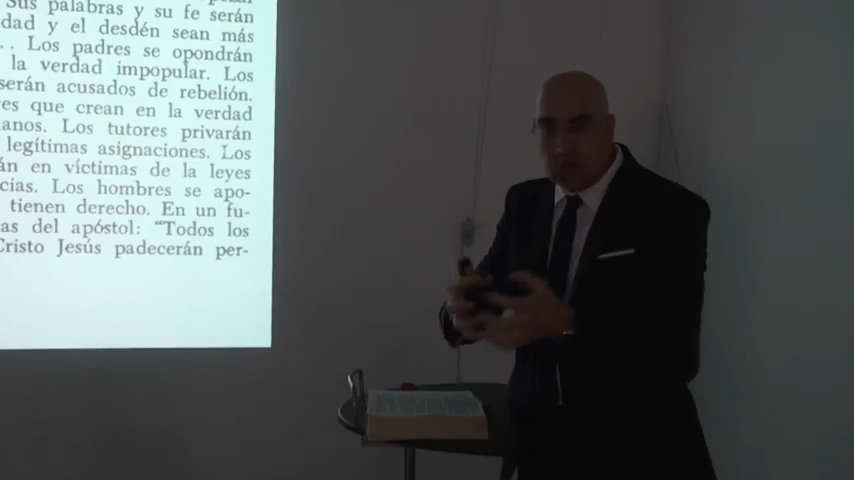 Sus palabras y su fe serán
dad y el desdén sean más
. . Los padres se opondrán
la verdad impopular. Los
serán acusados de rebelión.
es que crean en la verdad
anos. Los tutores privarán
legítimas asignaciones. Los
án en víctimas de la leyes
cias. Los hombres se apo-
tienen derecho. En un fu-
as del apóstol: “Todos los
Cristo Jesús padecerán per-